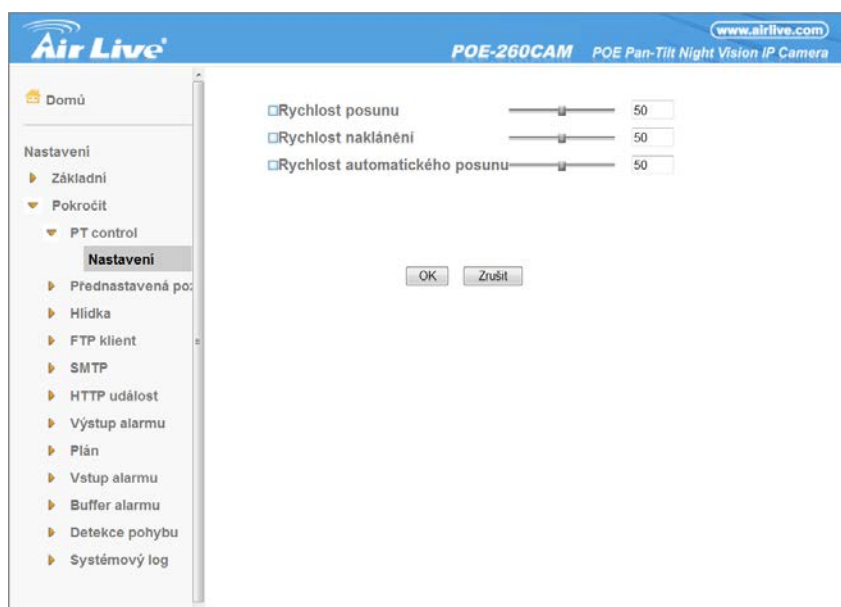 Air Live
www.airlive.com
POE-260CAM POE Pan-Tilt Night Vision IP Camera
Domů
Nastavení
Základní
Pokročit
PT control
Nastavení
Přednastavená
Hlídka
FTP klient
SMTP
HTTP událost
Výstup alarmu
Plán
Vstup alarmu
Buffer alarmu
Detekce pohybu
Systémový log
Rychlost posunu 50
Rychlost naklánění 50
Rychlost automatického posunu 50
OK Zrušit